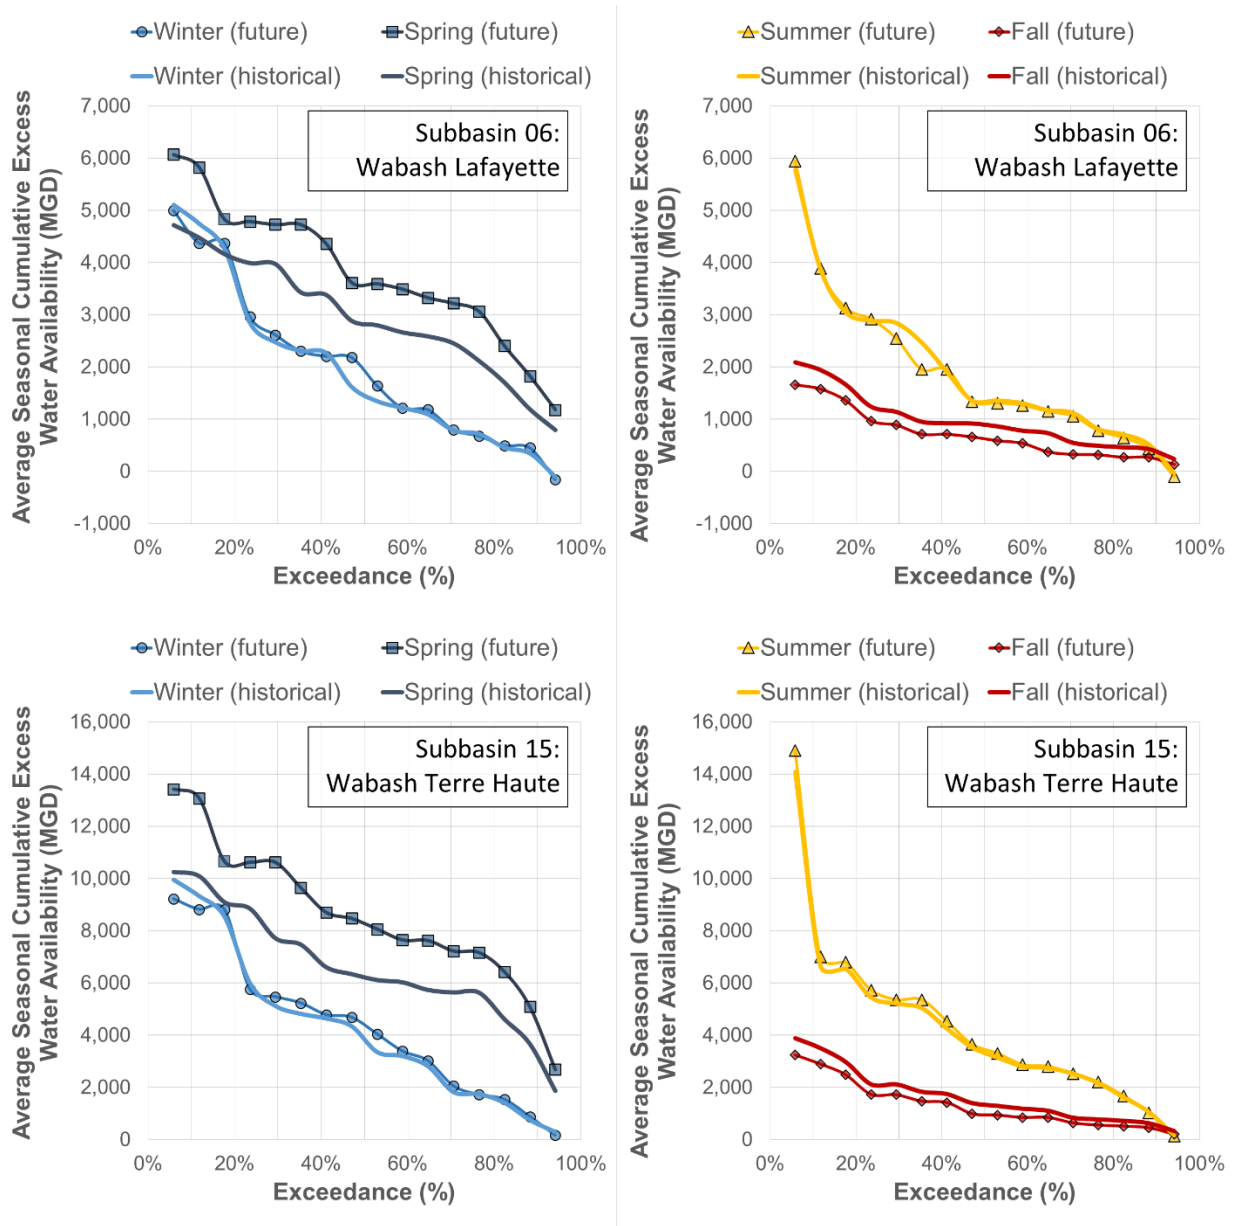 Winter (future) Spring (future)
Winter (historical) Spring (historical)
Average Seasonal Cumulative Excess
Water Availability (MGD)
7,000
6,000
5,000
4,000
3,000
2,000
1,000
0
-1,000
Subbasin 06:
Wabash Lafayette
0% 20% 40% 60% 80% 100%
Exceedance (%)
Summer (future) Fall (future)
Summer (historical) Fall (historical)
Average Seasonal Cumulative Excess
Water Availability (MGD)
7,000
6,000
5,000
4,000
3,000
2,000
1,000
0
-1,000
Subbasin 06:
Wabash Lafayette
0% 20% 40% 60% 80% 100%
Exceedance (%)
Winter (future) Spring (future)
Winter (historical) Spring (historical)
Average Seasonal Cumulative Excess
Water Availability (MGD)
16,000
14,000
12,000
10,000
8,000
6,000
4,000
2,000
0
Subbasin 15:
Wabash Terre Haute
0% 20% 40% 60% 80% 100%
Exceedance (%)
Summer (future) Fall (future)
Summer (historical) Fall (historical)
Average Seasonal Cumulative Excess
Water Availability (MGD)
16,000
14,000
12,000
10,000
8,000
6,000
4,000
2,000
0
Subbasin 15:
Wabash Terre Haute
0% 20% 40% 60% 80% 100%
Exceedance (%)